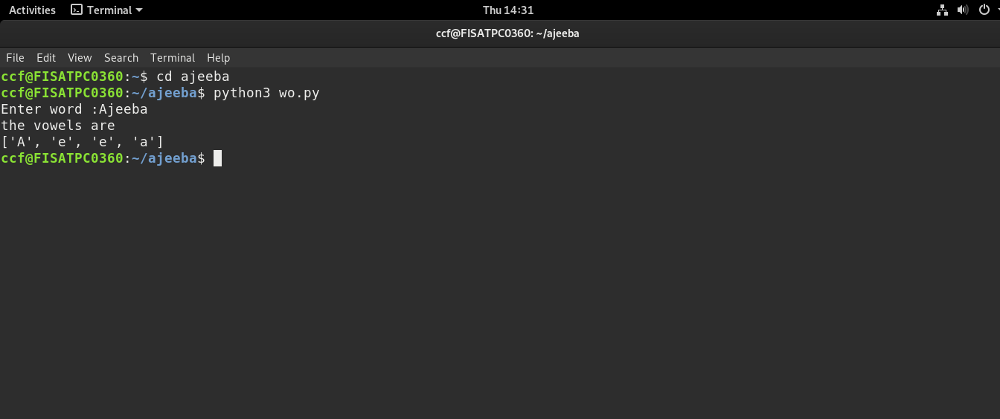 Activities Terminal Thu 14:31
ccf@FISATPC0360: ~/ajeeba
File Edit View Search Terminal Help
ccf@FISATPC0360:~$ cd ajeeba
ccf@FISATPC0360:~/ajeeba$ python3 wo.py
Enter word :Ajeeba
the vowels are
['A', 'e', 'e', 'a']
ccf@FISATPC0360:~/ajeeba$